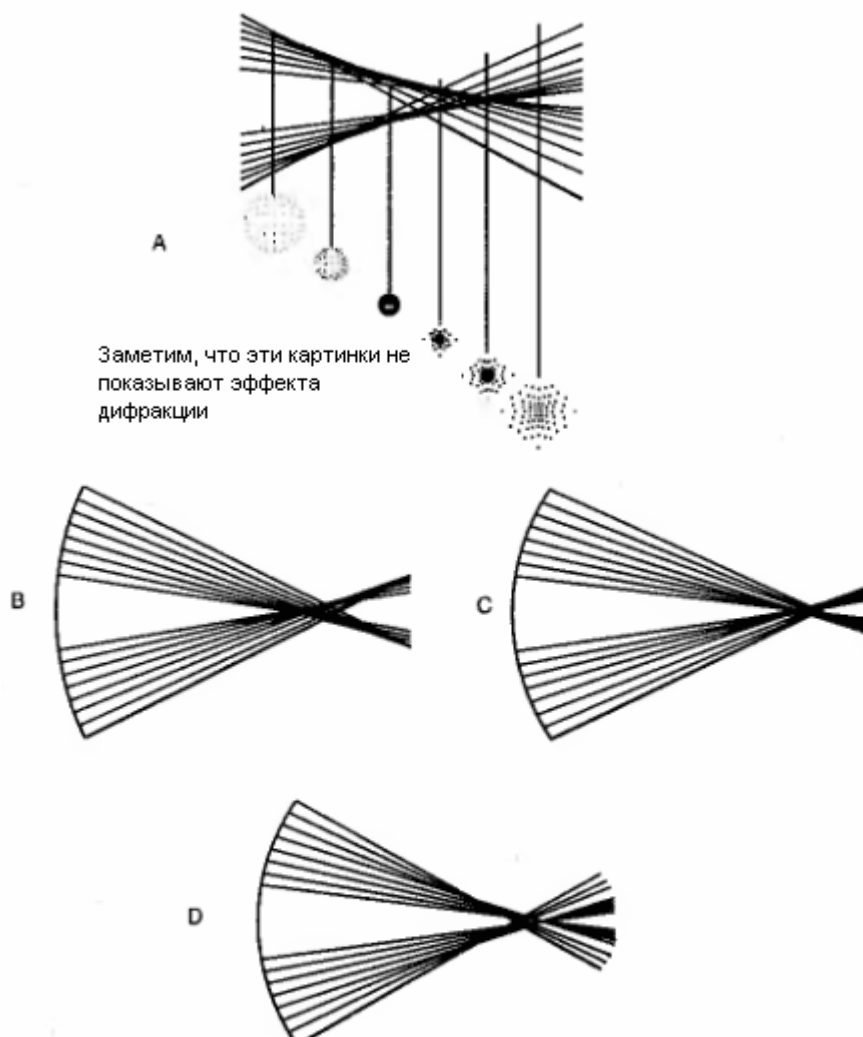 A
Заметим, что эти картинки не
показывают эффекта
дифракции
B
C
D